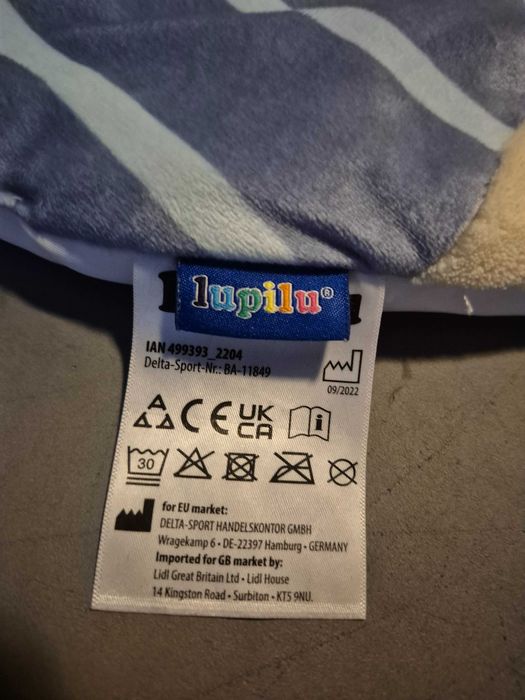 lupilu®
IAN 499393_2204
Delta-Sport-Nr.: BA-11849
09/2022
CE UK
CA
i
30
for EU market:
DELTA-SPORT HANDELSKONTOR GMBH
Wragekamp 6 • DE-22397 Hamburg • GERMANY
Imported for GB market by:
Lidl Great Britain Ltd • Lidl House
14 Kingston Road • Surbiton • KT5 9NU.